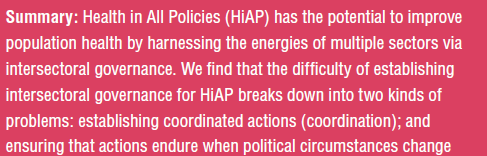 Summary: Health in All Policies (HiAP) has the potential to improve
population health by harnessing the energies of multiple sectors via
intersectoral governance. We find that the difficulty of establishing
intersectoral governance for HiAP breaks down into two kinds of
problems: establishing coordinated actions (coordination); and
ensuring that actions endure when political circumstances change